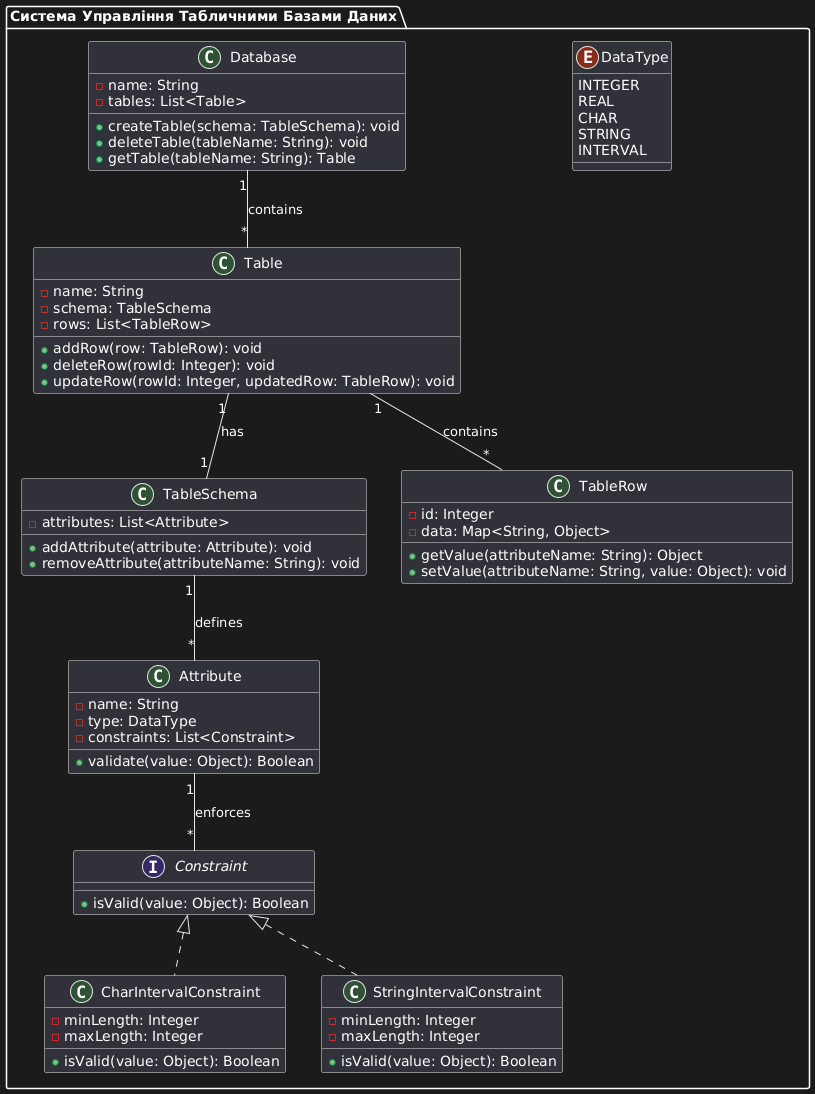 Система Управління Табличними Базами Даних
C Database
name: String
tables: List<Table>
createTable(schema: TableSchema): void
deleteTable(tableName: String): void
getTable(tableName: String): Table
E DataType
INTEGER
REAL
CHAR
STRING
INTERVAL
1
contains
*
C Table
name: String
schema: TableSchema
rows: List<TableRow>
addRow(row: TableRow): void
deleteRow(rowId: Integer): void
updateRow(rowId: Integer, updatedRow: TableRow): void
1
has
1
1
contains
*
C TableSchema
attributes: List<Attribute>
addAttribute(attribute: Attribute): void
removeAttribute(attributeName: String): void
C TableRow
id: Integer
data: Map<String, Object>
getValue(attributeName: String): Object
setValue(attributeName: String, value: Object): void
1
defines
*
C Attribute
name: String
type: DataType
constraints: List<Constraint>
validate(value: Object): Boolean
1
enforces
*
I Constraint
isValid(value: Object): Boolean
C CharIntervalConstraint
minLength: Integer
maxLength: Integer
isValid(value: Object): Boolean
C StringIntervalConstraint
minLength: Integer
maxLength: Integer
isValid(value: Object): Boolean